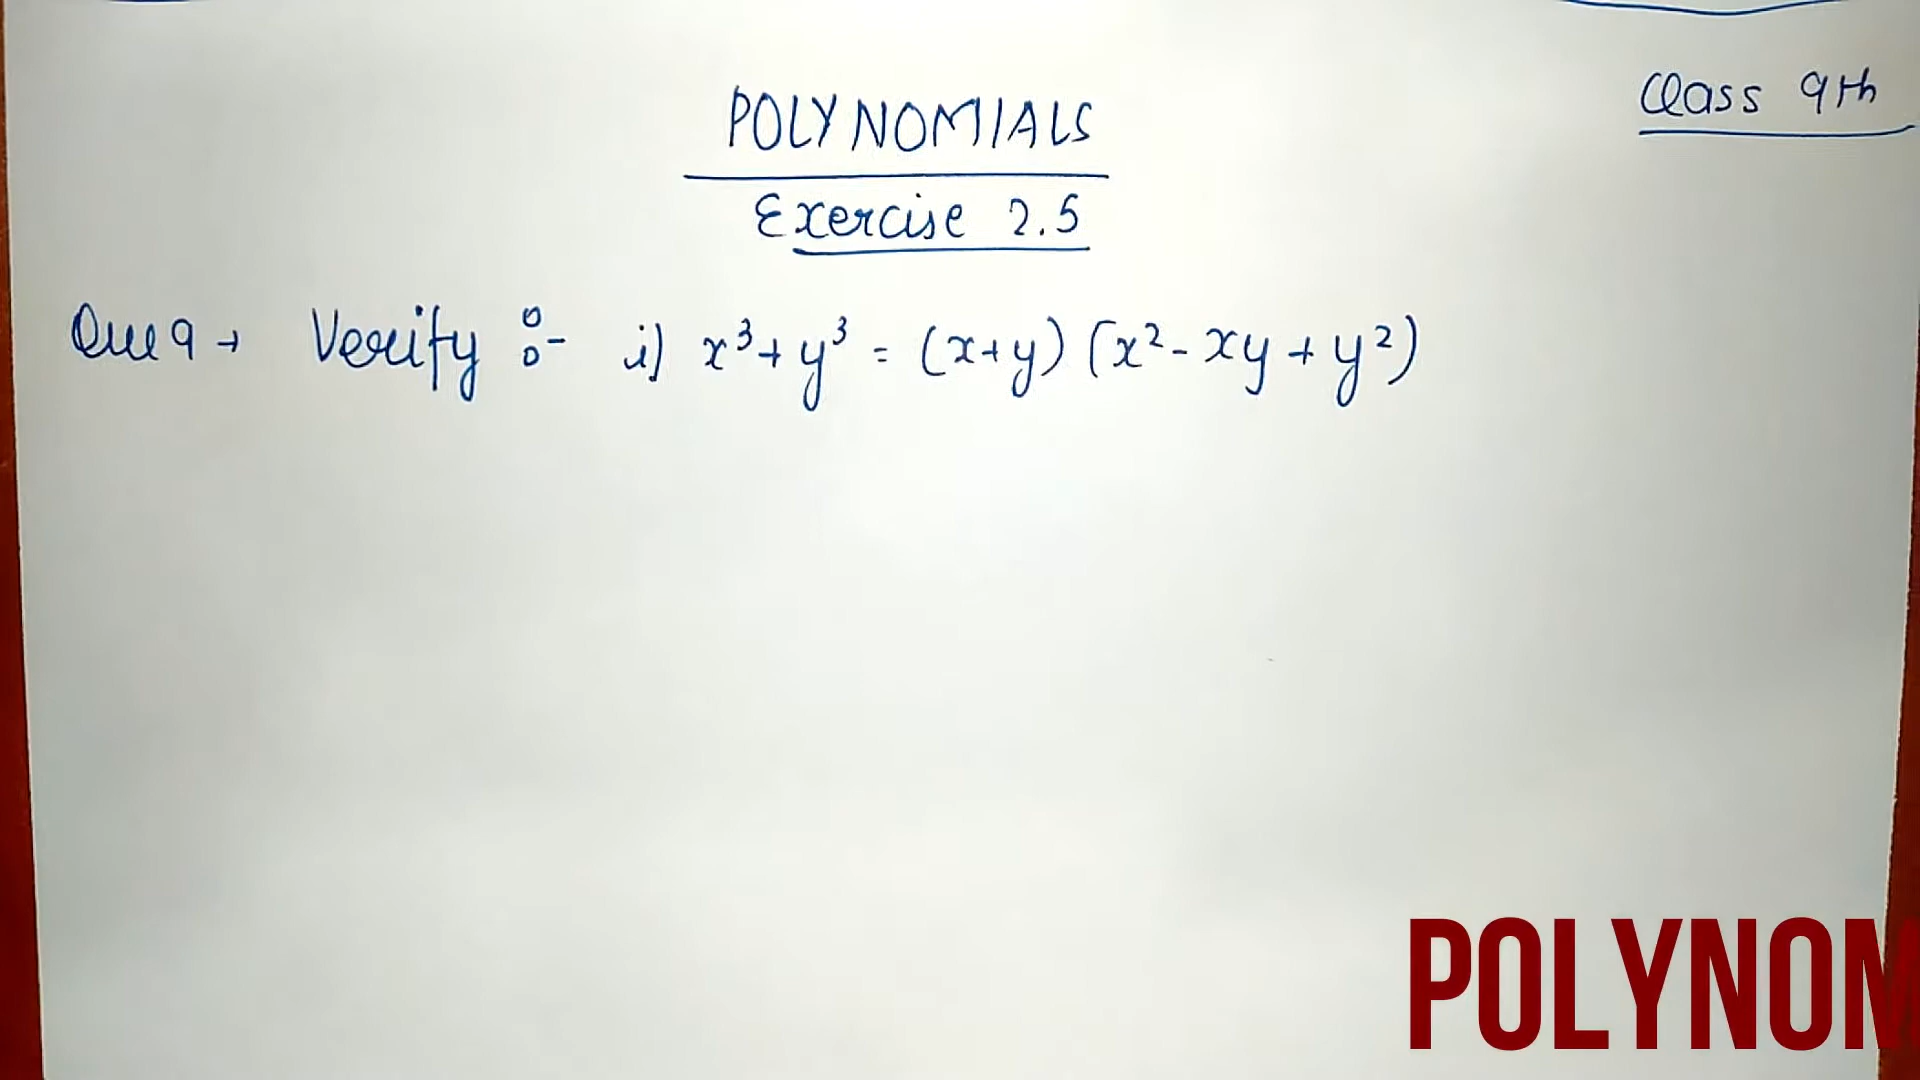 Class 9th
POLYNOMIALS
Exercise 2.5
Que 9 → Verify :- i) x³ + y³ = (x+y) (x² - xy + y²)
POLYNOM